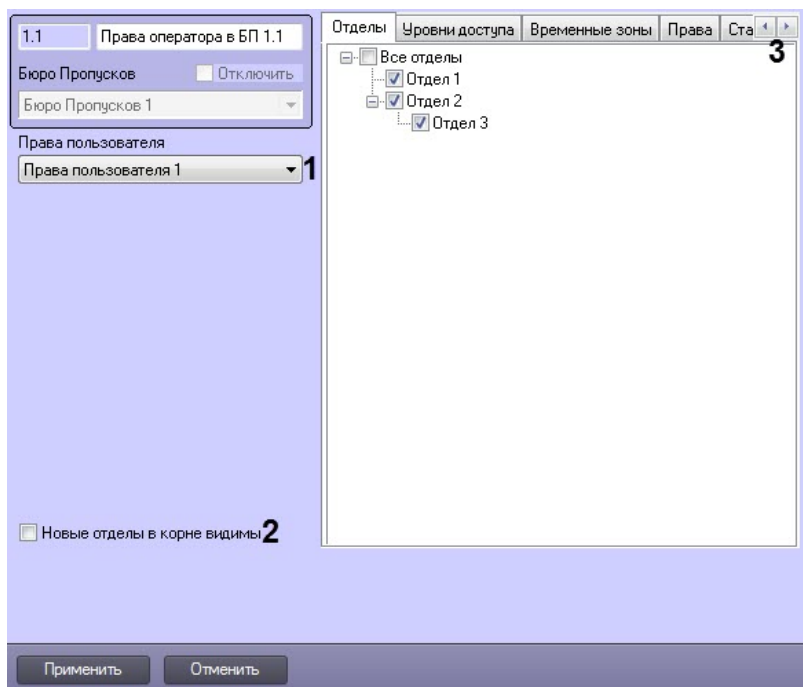 1.1 Права оператора в БП 1.1
Бюро Пропусков Отключить
Бюро Пропусков 1
Права пользователя
Права пользователя 1 1
Новые отделы в корне видимы 2
Отделы Уровни доступа Временные зоны Права Ста
3
Все отделы
Отдел 1
Отдел 2
Отдел 3
Применить Отменить